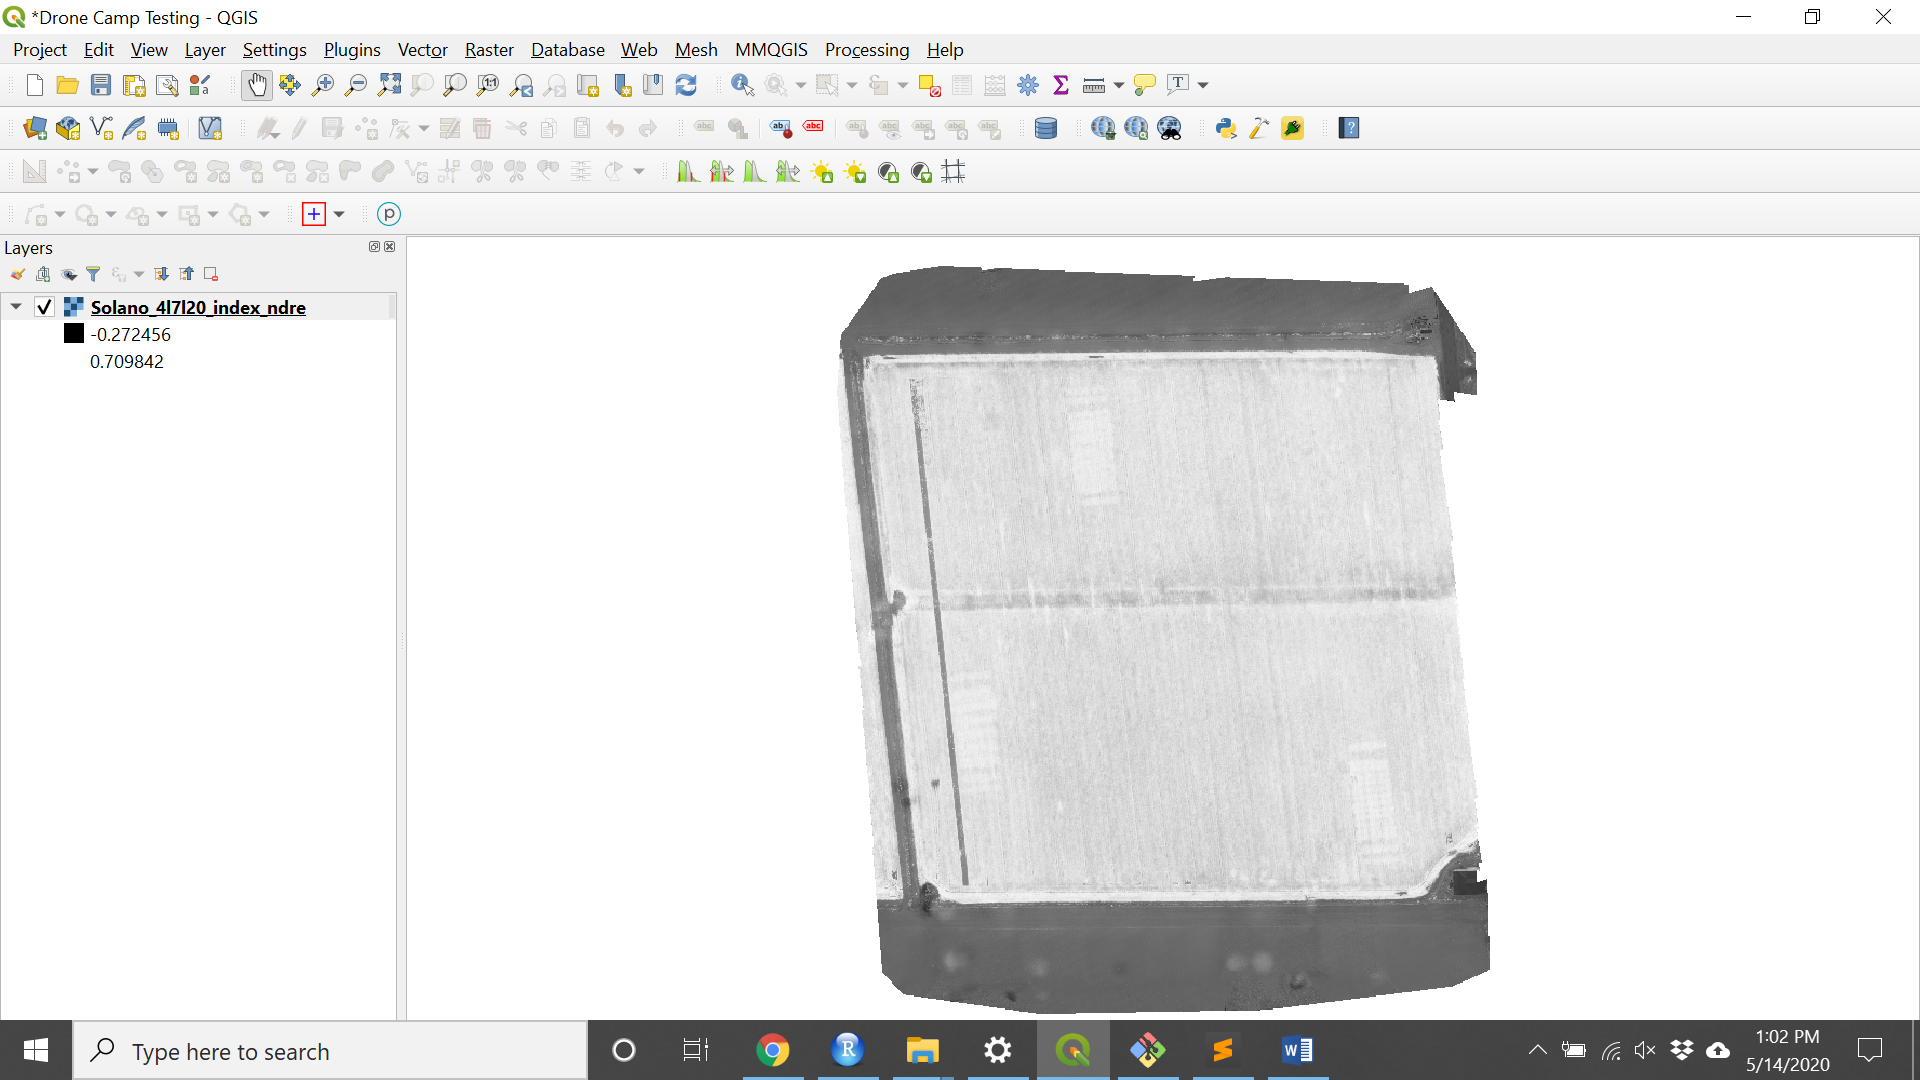 *Drone Camp Testing - QGIS
Project Edit View Layer Settings Plugins Vector Raster Database Web Mesh MMQGIS Processing Help
Layers
Solano_4l7l20_index_ndre
-0.272456
0.709842
Type here to search
1:02 PM
5/14/2020